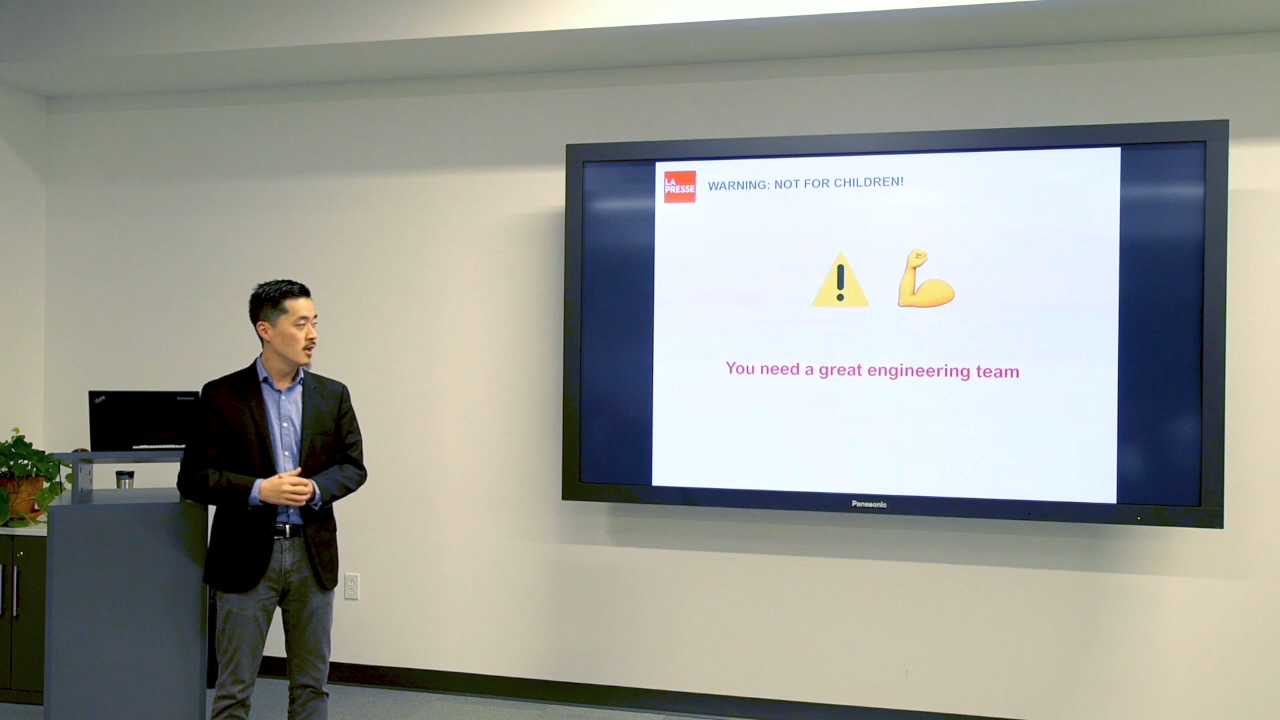 LA
PRESSE
WARNING: NOT FOR CHILDREN!
You need a great engineering team
Panasonic